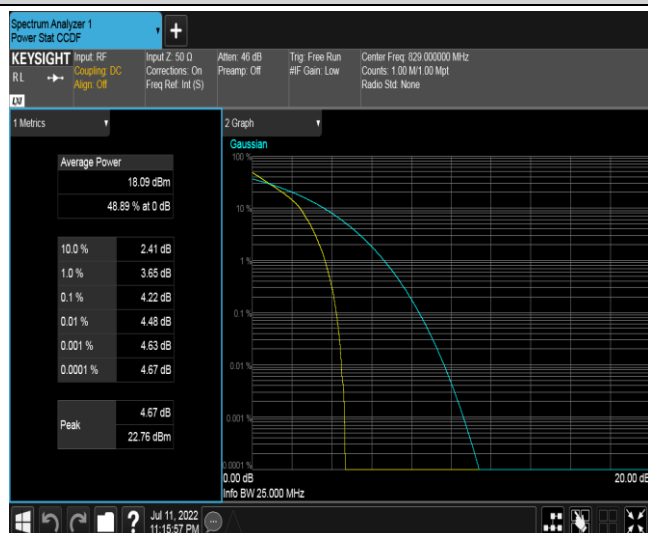 Spectrum Analyzer 1
Power Stat CCDF
+
KEYSIGHT
RL
LXI
Input: RF
Coupling: DC
Align: Off
Input Z: 50 Ω
Corrections: On
Freq Ref: Int (S)
Atten: 46 dB
Preamp: Off
Trig: Free Run
#IF Gain: Low
Center Freq: 829.000000 MHz
Counts: 1.00 M/1.00 Mpt
Radio Std: None
1 Metrics
Average Power
18.09 dBm
48.89 % at 0 dB
10.0 % 2.41 dB
1.0 % 3.65 dB
0.1 % 4.22 dB
0.01 % 4.48 dB
0.001 % 4.63 dB
0.0001 % 4.67 dB
Peak
4.67 dB
22.76 dBm
2 Graph
Gaussian
100 %
10 %
1 %
0.1 %
0.01 %
0.001 %
0.0001 %
0.00 dB 20.00 dB
Info BW 25.000 MHz
?
Jul 11, 2022
11:15:57 PM